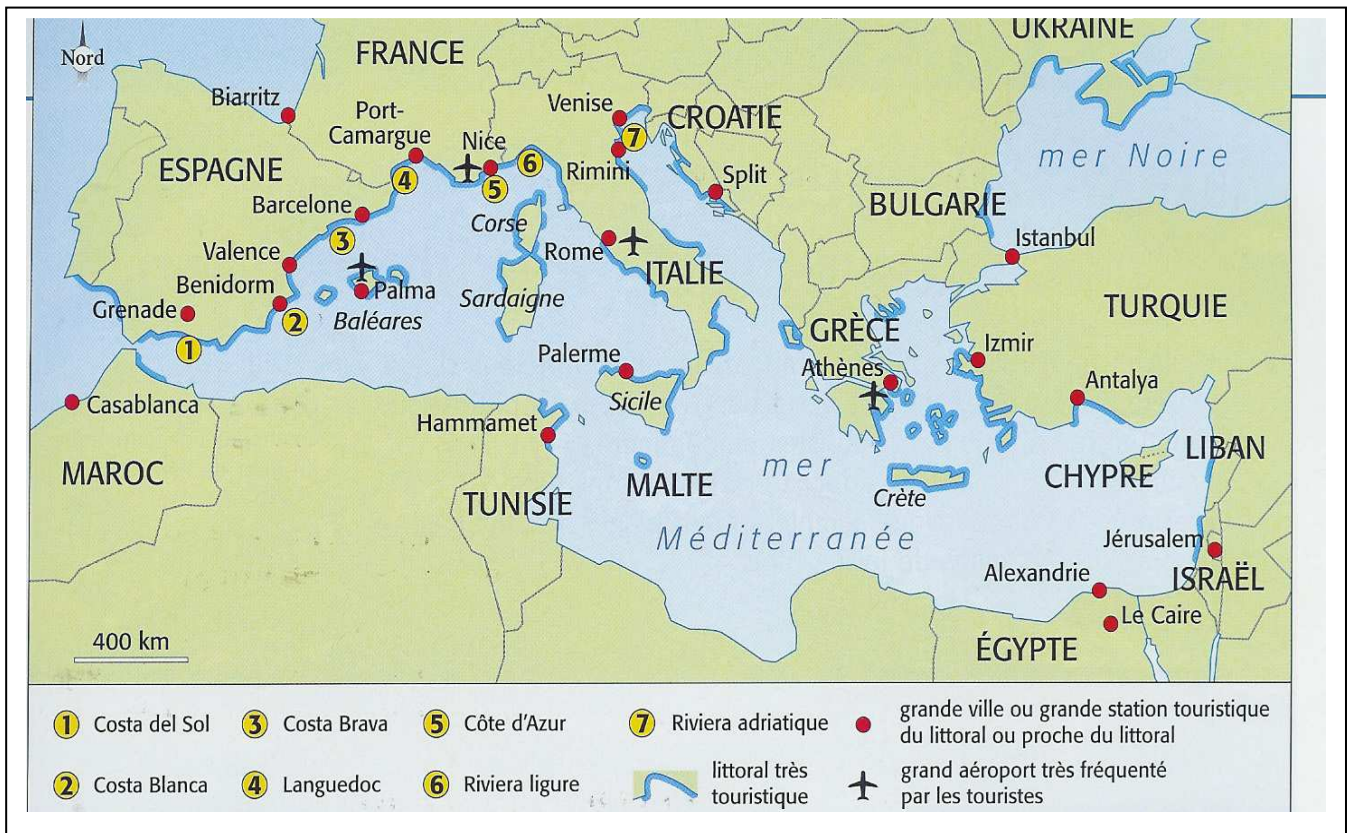 Nord
FRANCE
UKRAINE
Biarritz
Port-
Camargue
Nice
Venise
CROATIE
7
6
5
4
mer Noire
ESPAGNE
Rimini
Split
Barcelone
3
Corse
BULGARIE
Valence
Rome
ITALIE
Istanbul
Benidorm
Palma
Sardaigne
Grenade
2
Baléares
TURQUIE
1
GRÈCE
Izmir
Palerme
Athènes
Casablanca
Sicile
Antalya
Hammamet
MAROC
TUNISIE
MALTE
mer
Méditerranée
Crète
CHYPRE
LIBAN
Jérusalem
ISRAËL
Alexandrie
Le Caire
ÉGYPTE
400 km
1 Costa del Sol
2 Costa Blanca
3 Costa Brava
4 Languedoc
5 Côte d'Azur
6 Riviera ligure
7 Riviera adriatique
littoral très
touristique
grande ville ou grande station touristique
du littoral ou proche du littoral
grand aéroport très fréquenté
par les touristes